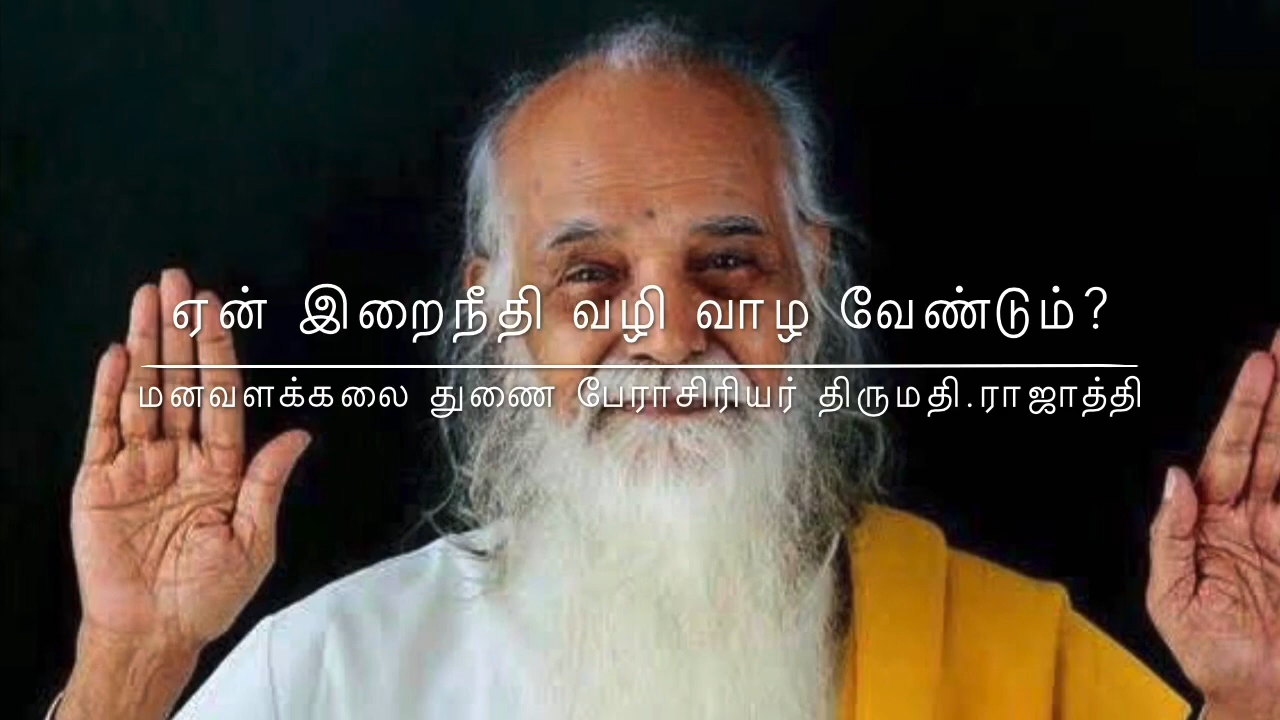 ஏன் இறைநீதி வழி வாழ வேண்டும்?
மனவளக்கலை துணை பேராசிரியர் திருமதி.ராஜாத்தி